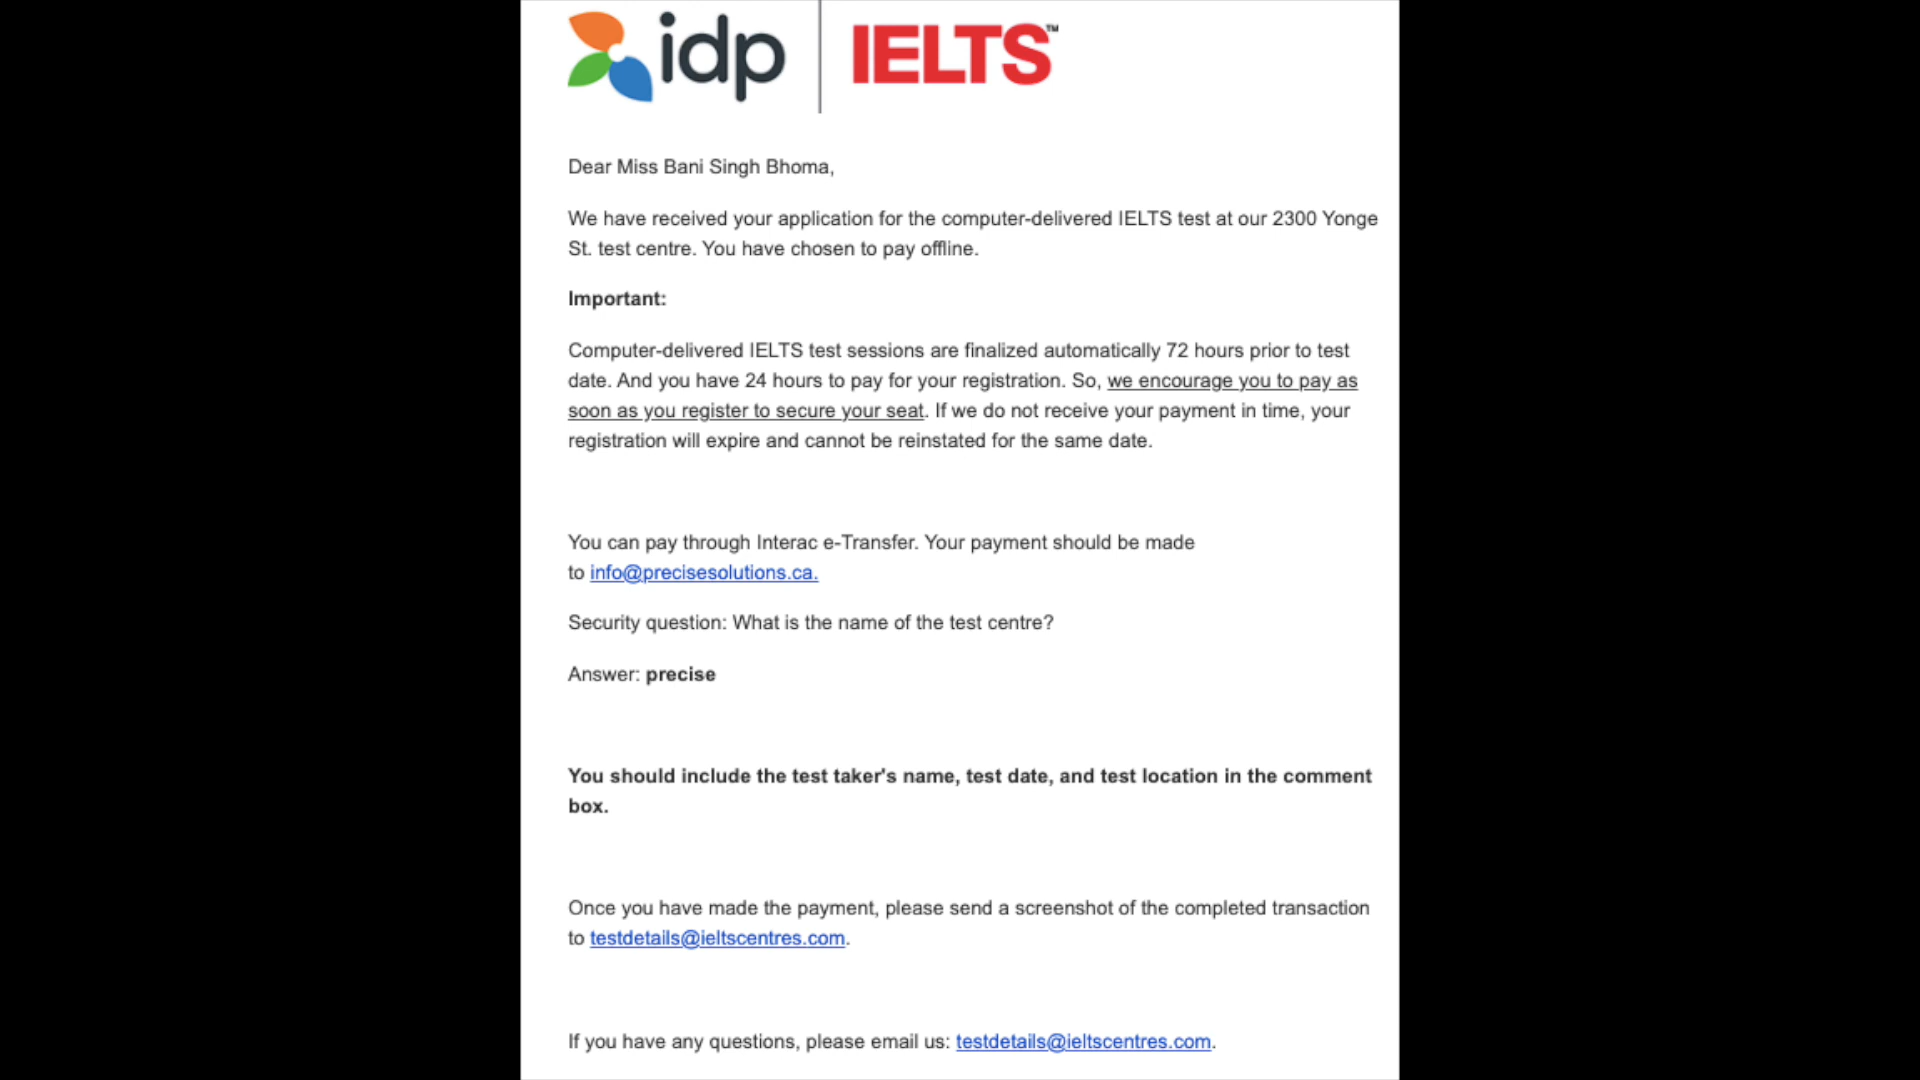 idp IELTS™
Dear Miss Bani Singh Bhoma,
We have received your application for the computer-delivered IELTS test at our 2300 Yonge
St. test centre. You have chosen to pay offline.
Important:
Computer-delivered IELTS test sessions are finalized automatically 72 hours prior to test
date. And you have 24 hours to pay for your registration. So, we encourage you to pay as
soon as you register to secure your seat. If we do not receive your payment in time, your
registration will expire and cannot be reinstated for the same date.
You can pay through Interac e-Transfer. Your payment should be made
to info@precisesolutions.ca.
Security question: What is the name of the test centre?
Answer: precise
You should include the test taker's name, test date, and test location in the comment
box.
Once you have made the payment, please send a screenshot of the completed transaction
to testdetails@ieltscentres.com.
If you have any questions, please email us: testdetails@ieltscentres.com.